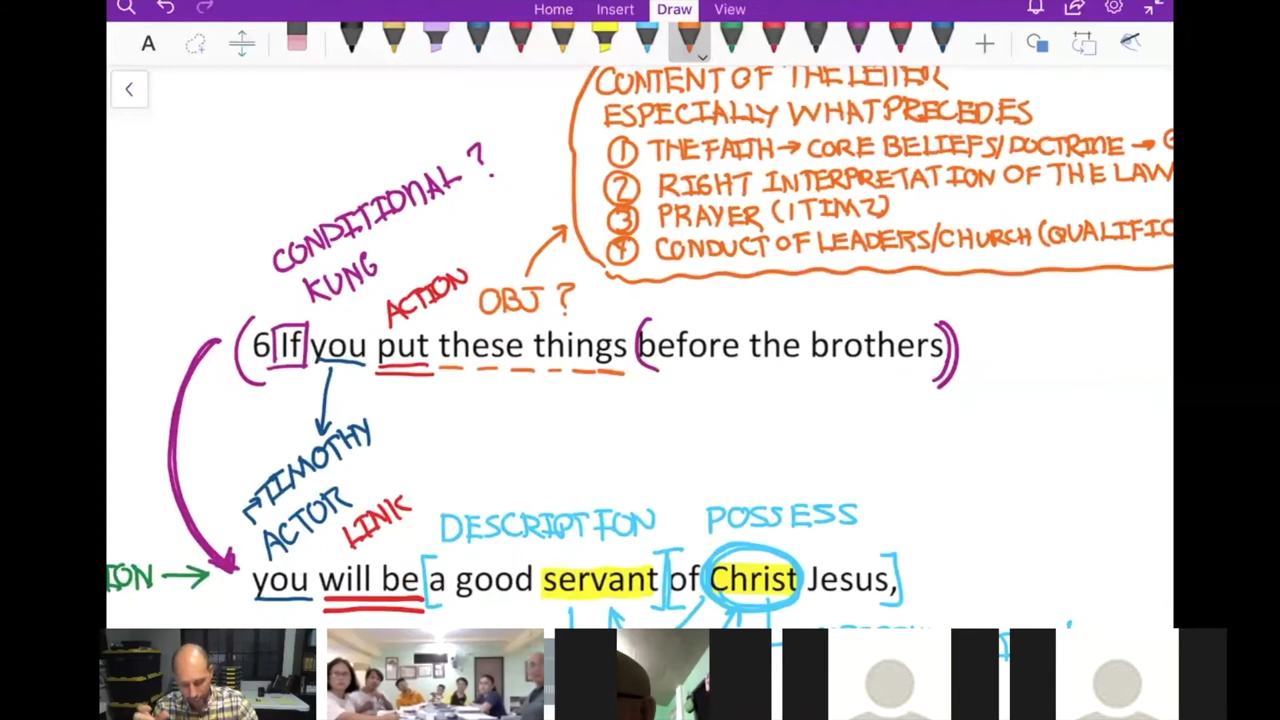 Home Insert Draw View
A
CONTENT OF THE LETTER
ESPECIALLY WHAT PRECEDES
① THE FAITH → CORE BELIEFS/DOCTRINE →
② RIGHT INTERPRETATION OF THE LAW
③ PRAYER (1 TIM 2)
④ CONDUCT OF LEADERS/CHURCH (QUALIFIC
CONDITIONAL ?
KUNG
ACTION
OBJ ?
(6 If you put these things (before the brothers))
TIMOTHY
ACTOR
LINK
DESCRIPTION
POSSESS
ION → you will be [a good servant] [of Christ Jesus,]